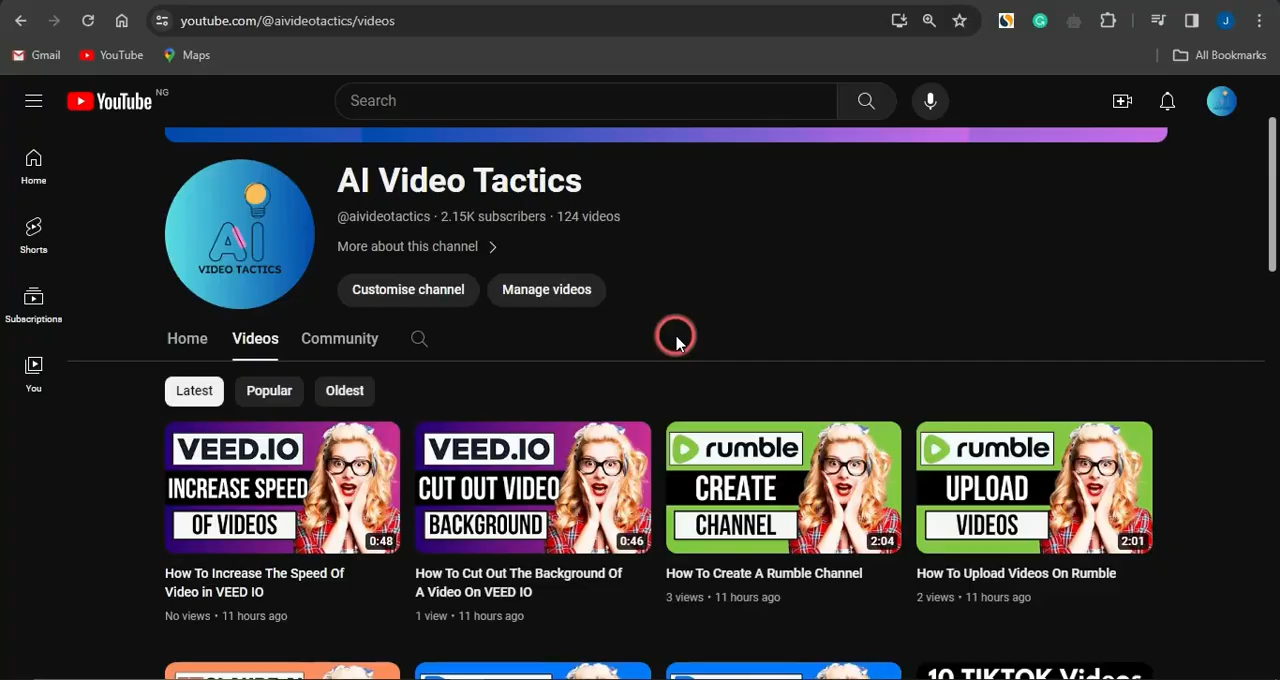 youtube.com/@aivideotactics/videos
J
Gmail
YouTube
Maps
All Bookmarks
YouTube NG
Search
Home
Shorts
Subscriptions
You
AI
VIDEO TACTICS
AI Video Tactics
@aivideotactics · 2.15K subscribers · 124 videos
More about this channel
Customise channel
Manage videos
Home
Videos
Community
Latest
Popular
Oldest
VEED.IO
INCREASE SPEED
OF VIDEOS
0:48
How To Increase The Speed Of
Video in VEED IO
No views · 11 hours ago
VEED.IO
CUT OUT VIDEO
BACKGROUND
0:46
How To Cut Out The Background Of
A Video On VEED IO
1 view · 11 hours ago
rumble
CREATE
CHANNEL
2:04
How To Create A Rumble Channel
3 views · 11 hours ago
rumble
UPLOAD
VIDEOS
2:01
How To Upload Videos On Rumble
2 views · 11 hours ago
10 TIKTOK Videos